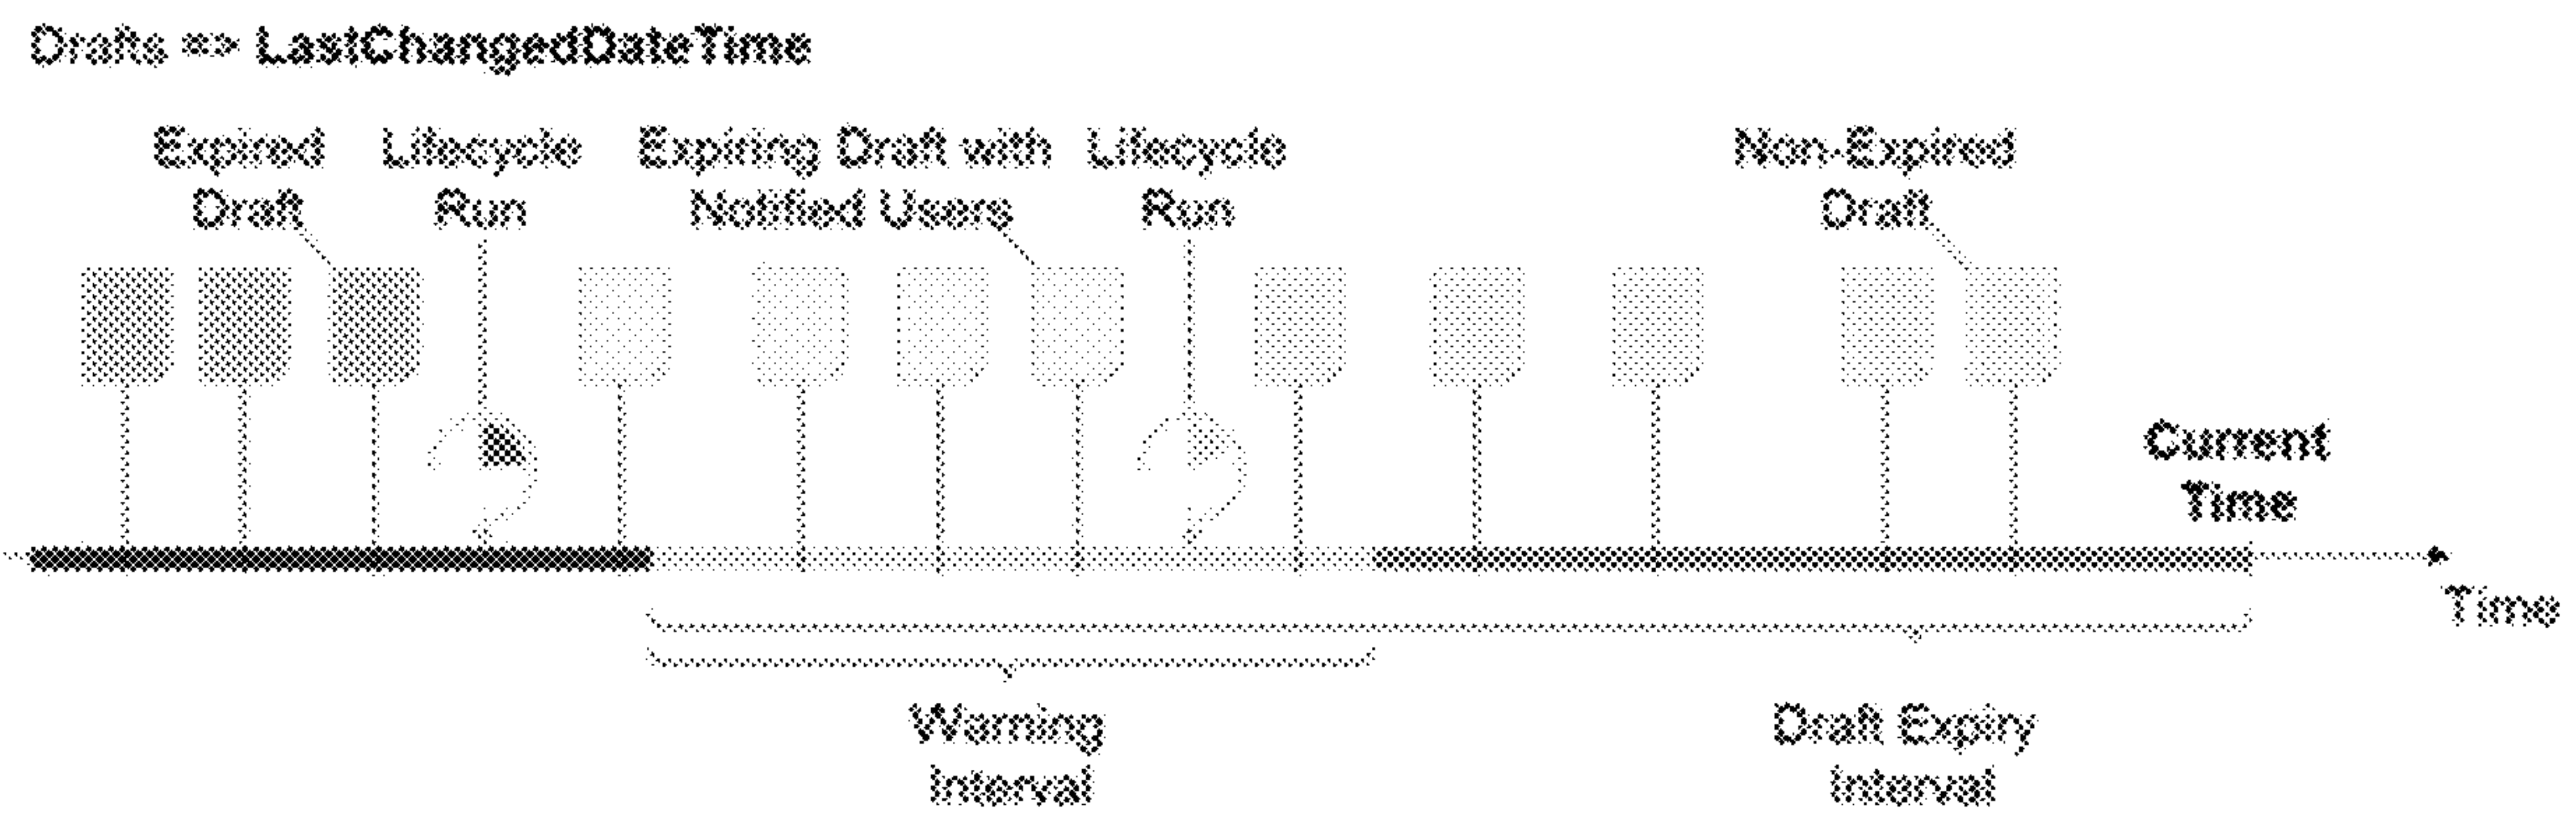 Drafts => LastChangedDateTime
Expired
Draft
Lifecycle
Run
Expiring Draft with
Notified Users
Lifecycle
Run
Non-Expired
Draft
Current
Time
Time
Warning
Interval
Draft Expiry
Interval